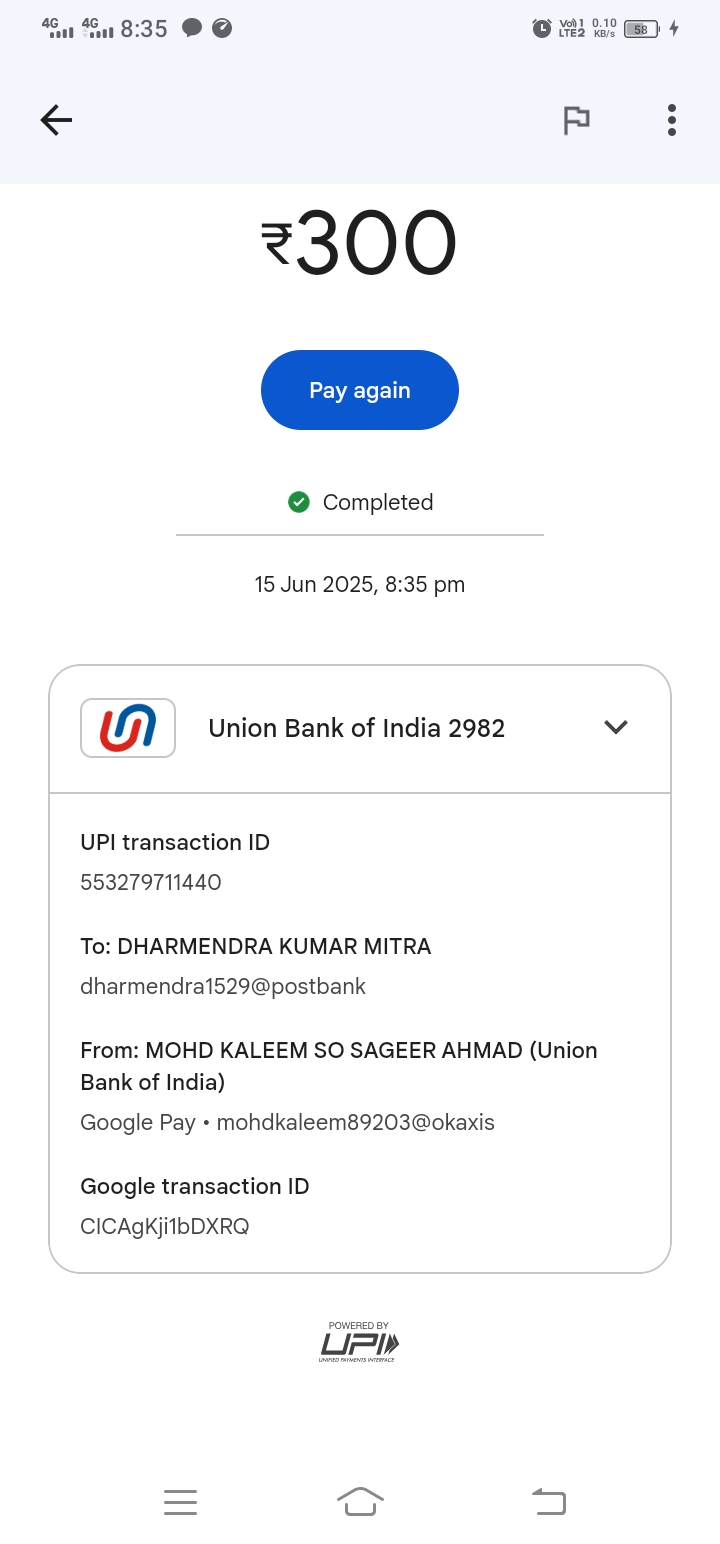 4G 4G 8:35 Vo) 1 LTE2 0.10 KB/s 58
₹300
Pay again
Completed
15 Jun 2025, 8:35 pm
Union Bank of India 2982
UPI transaction ID
553279711440
To: DHARMENDRA KUMAR MITRA
dharmendra1529@postbank
From: MOHD KALEEM SO SAGEER AHMAD (Union
Bank of India)
Google Pay • mohdkaleem89203@okaxis
Google transaction ID
CICAgKji1bDXRQ
POWERED BY
UPI
UNIFIED PAYMENTS INTERFACE